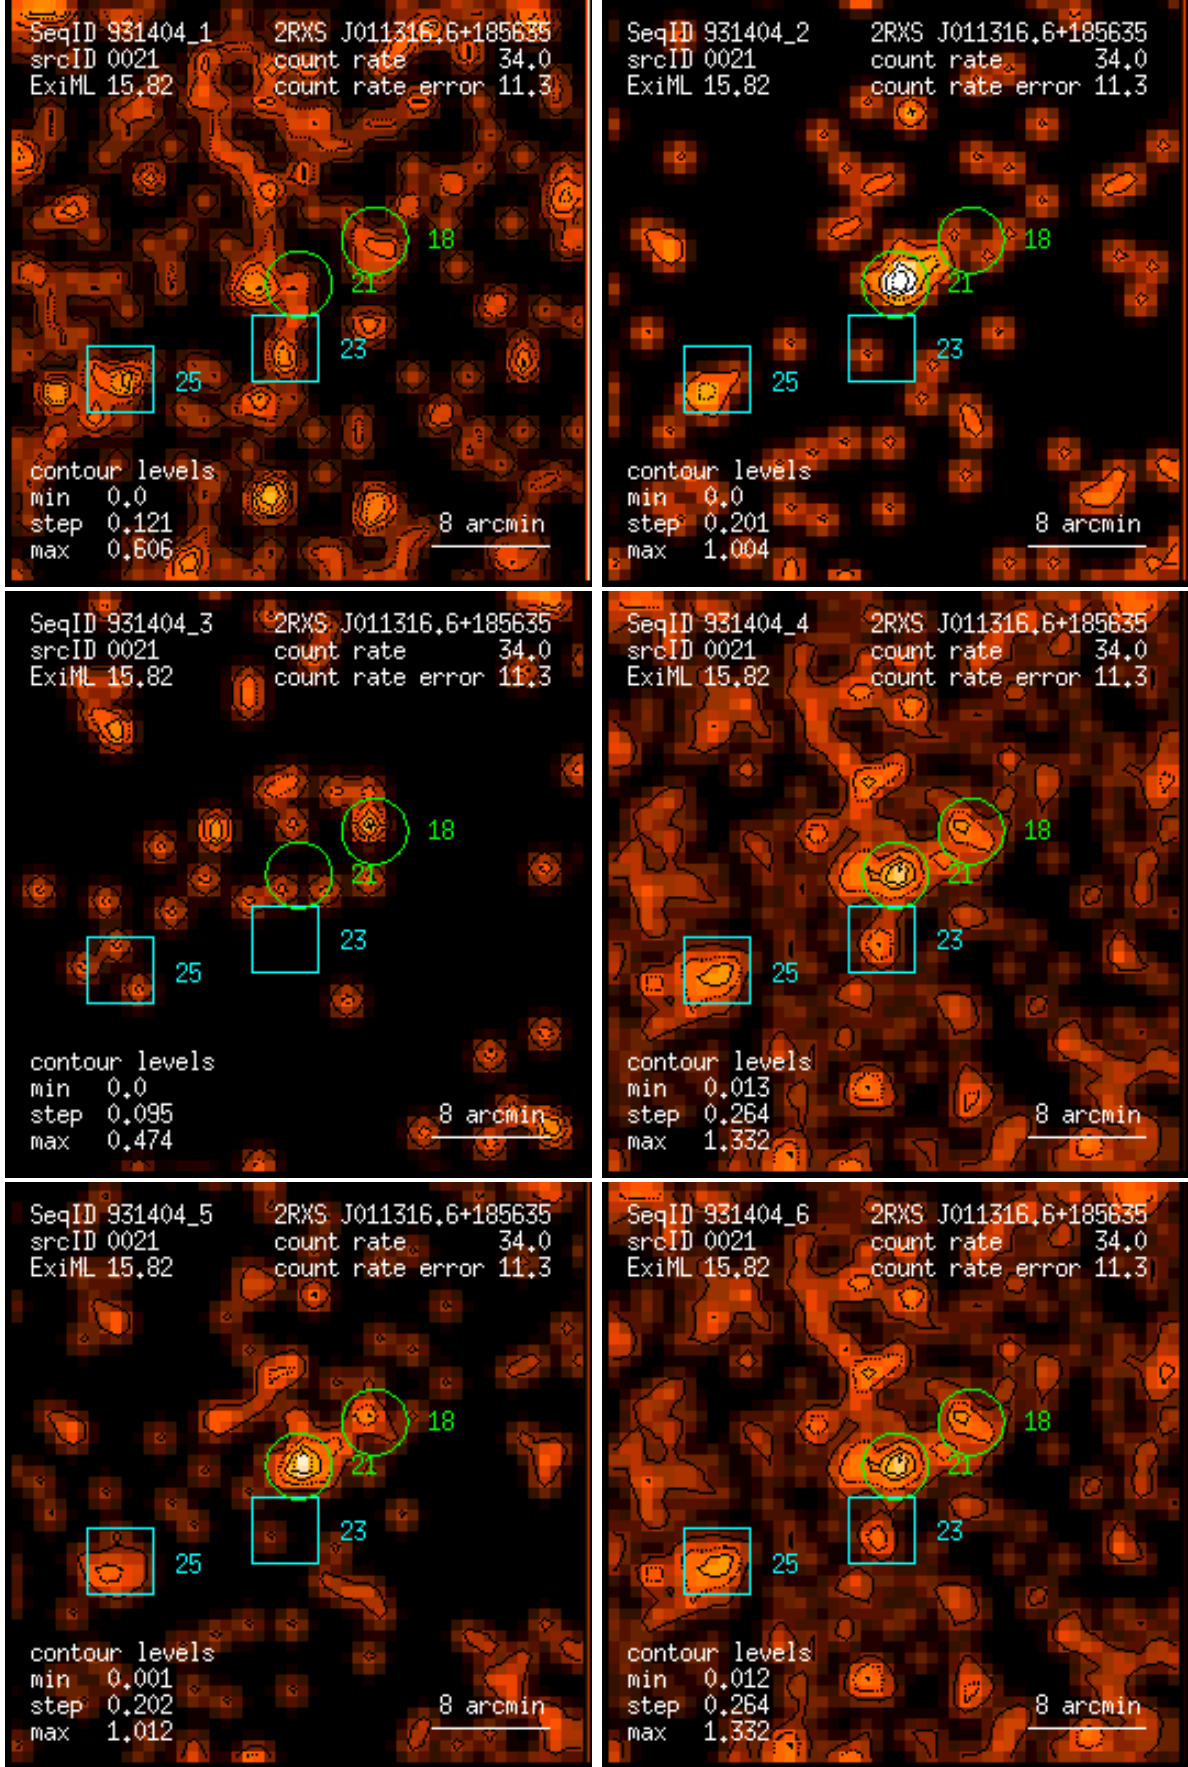 SeqID 931404_1 2RXS J011316.6+185635
srcID 0021 count rate 34.0
ExiML 15.82 count rate error 11.3
18
21
23
25
contour levels
min 0.0
step 0.121 8 arcmin
max 0.606
SeqID 931404_2 2RXS J011316.6+185635
srcID 0021 count rate 34.0
ExiML 15.82 count rate error 11.3
18
21
23
25
contour levels
min 0.0
step 0.201 8 arcmin
max 1.004
SeqID 931404_3 2RXS J011316.6+185635
srcID 0021 count rate 34.0
ExiML 15.82 count rate error 11.3
18
21
23
25
contour levels
min 0.0
step 0.095 8 arcmin
max 0.474
SeqID 931404_4 2RXS J011316.6+185635
srcID 0021 count rate 34.0
ExiML 15.82 count rate error 11.3
18
21
23
25
contour levels
min 0.013
step 0.264 8 arcmin
max 1.332
SeqID 931404_5 2RXS J011316.6+185635
srcID 0021 count rate 34.0
ExiML 15.82 count rate error 11.3
18
21
23
25
contour levels
min 0.001
step 0.202 8 arcmin
max 1.012
SeqID 931404_6 2RXS J011316.6+185635
srcID 0021 count rate 34.0
ExiML 15.82 count rate error 11.3
18
21
23
25
contour levels
min 0.012
step 0.264 8 arcmin
max 1.332